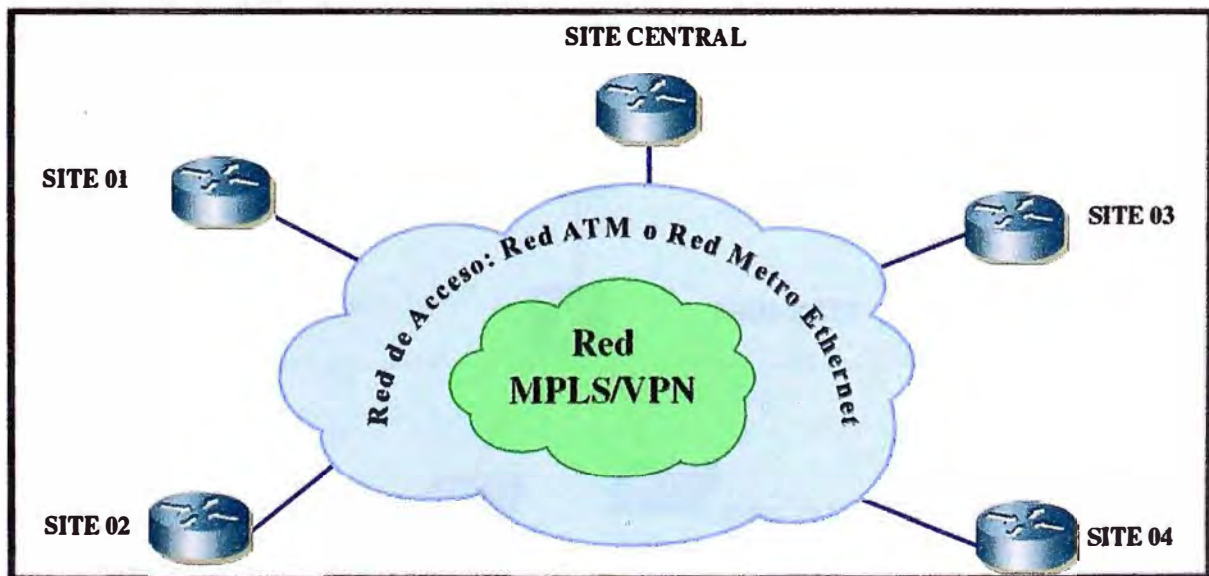 SITE CENTRAL
SITE 01
SITE 03
Red de Acceso: Red ATM o Red Metro Ethernet
Red
MPLS/VPN
SITE 02
SITE 04